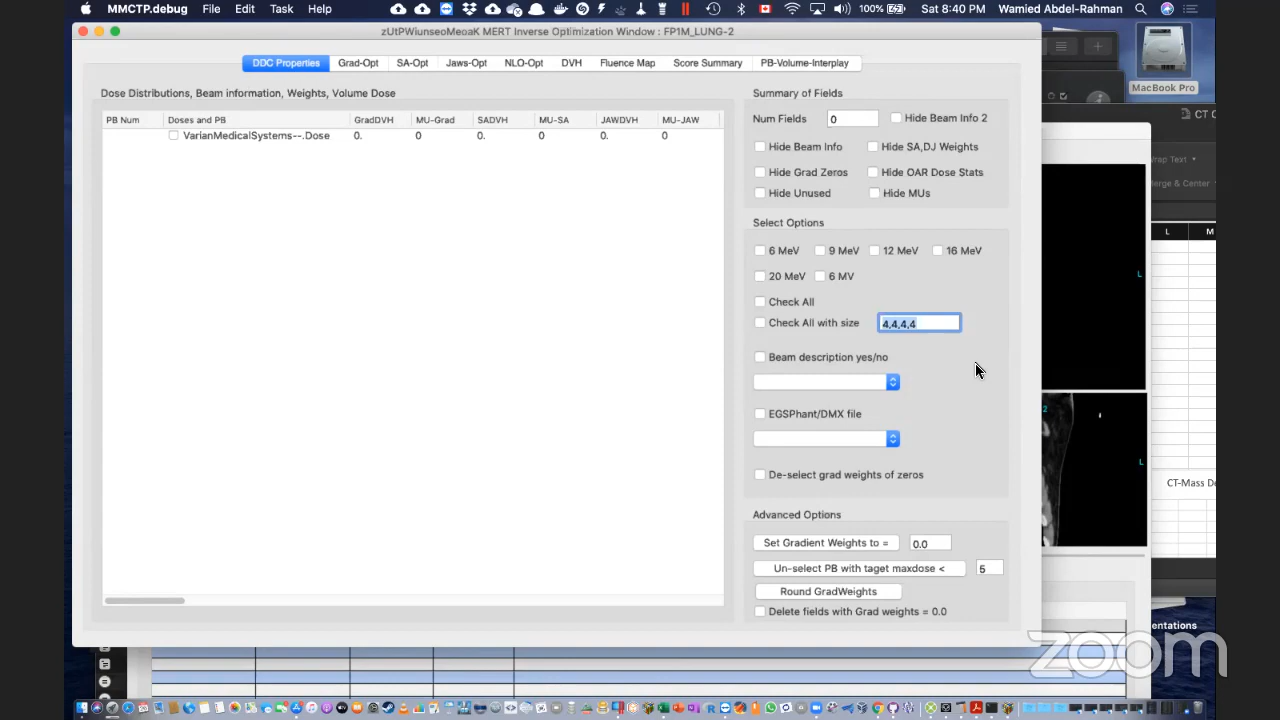 MMCTP.debug File Edit Task Help 100% Sat 8:40 PM Wamied Abdel-Rahman
zUtPWiunseoMeoaK MERT Inverse Optimization Window : FP1M_LUNG-2
DDC Properties Grad-Opt SA-Opt Jaws-Opt NLO-Opt DVH Fluence Map Score Summary PB-Volume-Interplay
MacBook Pro
Dose Distributions, Beam information, Weights, Volume Dose
PB Num Doses and PB GradDVH MU-Grad SADVH MU-SA JAWDVH MU-JAW
VarianMedicalSystems--.Dose 0. 0 0. 0 0. 0
Summary of Fields
Num Fields 0 Hide Beam Info 2
Hide Beam Info Hide SA,DJ Weights
Hide Grad Zeros Hide OAR Dose Stats
Hide Unused Hide MUs
Select Options
6 MeV 9 MeV 12 MeV 16 MeV
20 MeV 6 MV
Check All
Check All with size 4,4,4,4
Beam description yes/no
EGSPhant/DMX file
De-select grad weights of zeros
Advanced Options
Set Gradient Weights to = 0.0
Un-select PB with taget maxdose < 5
Round GradWeights
Delete fields with Grad weights = 0.0
CT C
Wrap Text
Merge & Center
L M
L
2
L
CT-Mass De
entations
zoom